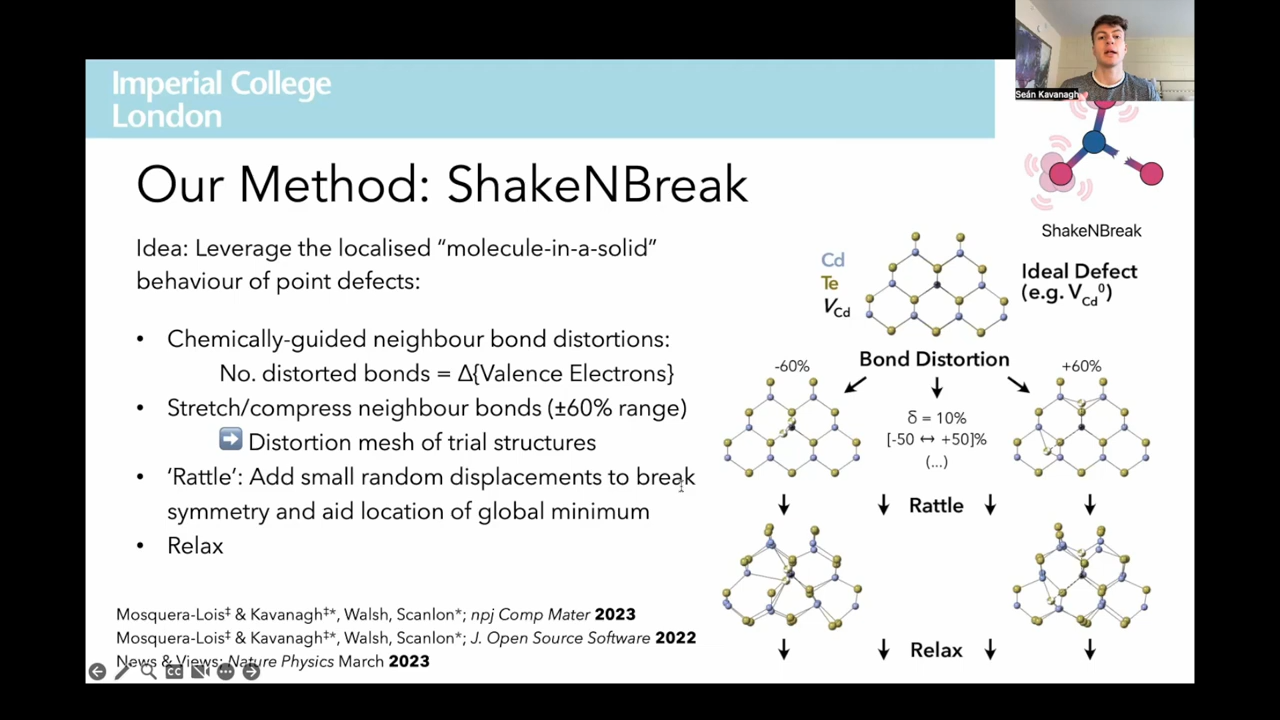 Imperial College
London
Seán Kavanagh
Our Method: ShakeNBreak
ShakeNBreak
Idea: Leverage the localised “molecule-in-a-solid”
behaviour of point defects:
• Chemically-guided neighbour bond distortions:
No. distorted bonds = Δ{Valence Electrons}
• Stretch/compress neighbour bonds (±60% range)
➡ Distortion mesh of trial structures
• ‘Rattle’: Add small random displacements to break
symmetry and aid location of global minimum
• Relax
Cd
Te
V_Cd
Ideal Defect
(e.g. V_Cd^0)
Bond Distortion
-60%
+60%
δ = 10%
[-50 ↔ +50]%
(...)
Rattle
Relax
Mosquera-Lois‡ & Kavanagh‡*, Walsh, Scanlon*; npj Comp Mater 2023
Mosquera-Lois‡ & Kavanagh‡*, Walsh, Scanlon*; J. Open Source Software 2022
News & Views: Nature Physics March 2023
CC